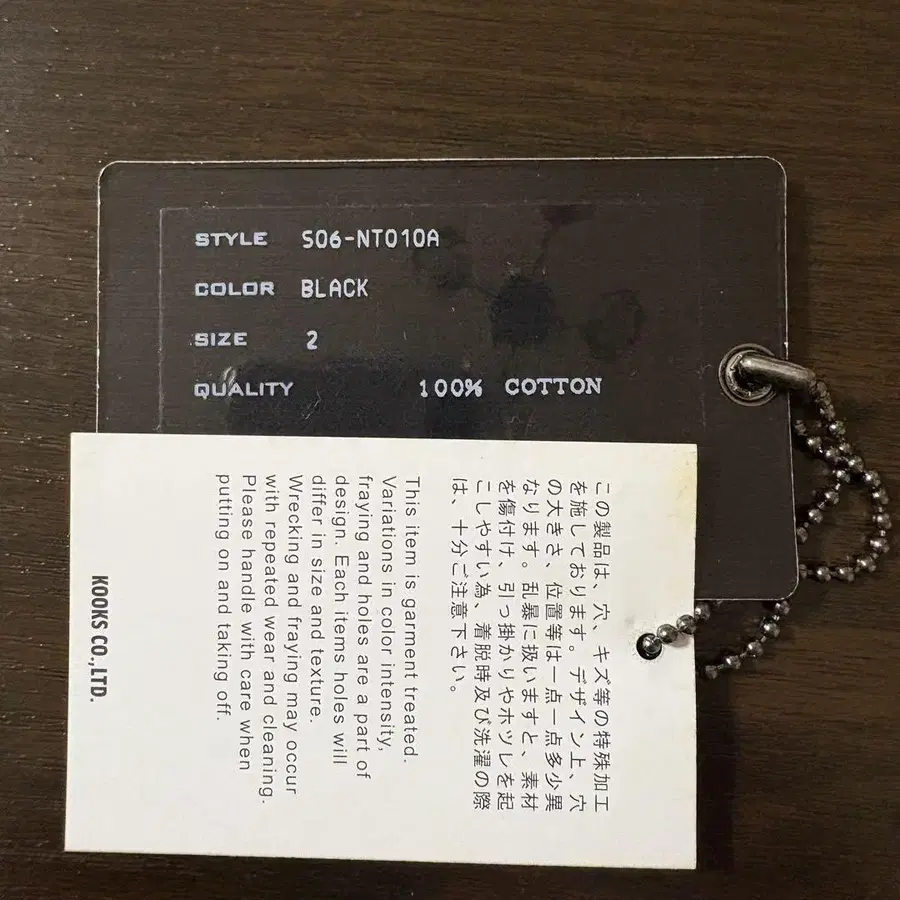 STYLE S06-NT010A
COLOR BLACK
SIZE 2
QUALITY 100% COTTON
この製品は、穴、キズ等の特殊加工
を施しております。デザイン上、穴
の大きさ、位置等は一点一点多少異
なります。乱暴に扱いますと、素材
を傷付け、引っ掛かりやホツレを起
こしやすい為、着脱時及び洗濯の際
は、十分ご注意下さい。
This item is garment treated.
Variations in color intensity,
fraying and holes are a part of
design. Each items holes will
differ in size and texture.
Wrecking and fraying may occur
with repeated wear and cleaning.
Please handle with care when
putting on and taking off.
KOOKS CO.,LTD.